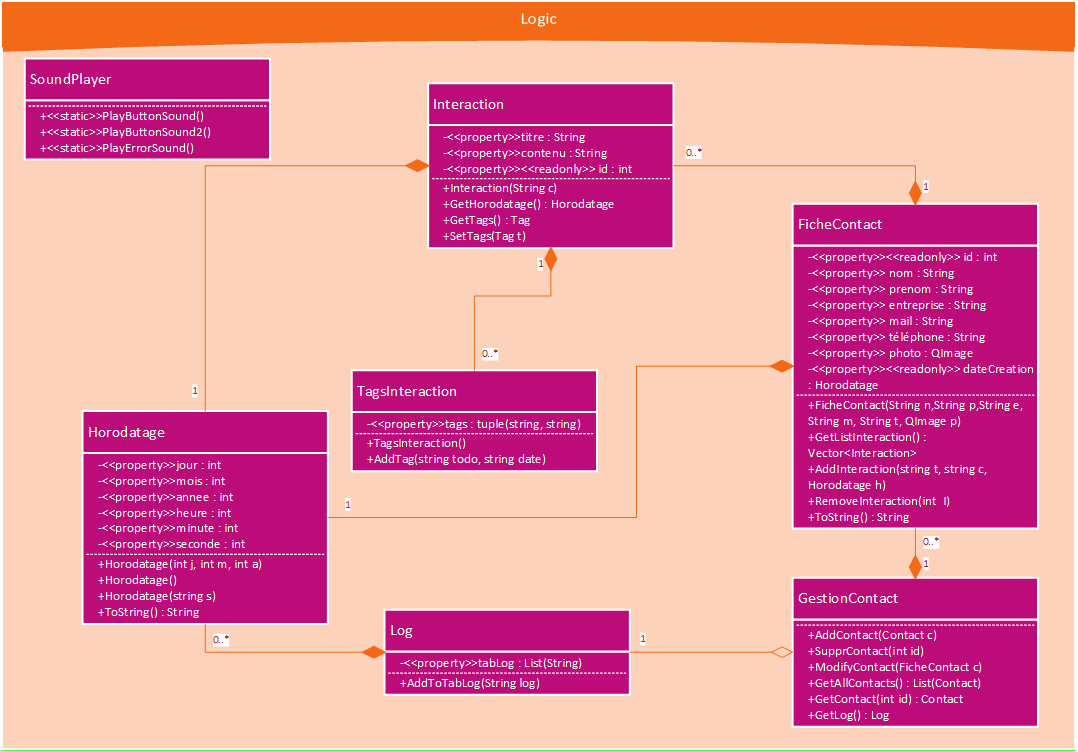 Logic
SoundPlayer
+<<static>>PlayButtonSound()
+<<static>>PlayButtonSound2()
+<<static>>PlayErrorSound()
Interaction
-<<property>>titre : String
-<<property>>contenu : String
-<<property>><<readonly>> id : int
+Interaction(String c)
+GetHorodatage() : Horodatage
+GetTags() : Tag
+SetTags(Tag t)
0..*
1
FicheContact
-<<property>><<readonly>> id : int
-<<property>> nom : String
-<<property>> prenom : String
-<<property>> entreprise : String
-<<property>> mail : String
-<<property>> téléphone : String
-<<property>> photo : QImage
-<<property>><<readonly>> dateCreation
: Horodatage
+FicheContact(String n,String p,String e,
String m, String t, QImage p)
+GetListInteraction() :
Vector<Interaction>
+AddInteraction(string t, string c,
Horodatage h)
+RemoveInteraction(int I)
+ToString() : String
1
0..*
TagsInteraction
-<<property>>tags : tuple(string, string)
+TagsInteraction()
+AddTag(string todo, string date)
1
Horodatage
-<<property>>jour : int
-<<property>>mois : int
-<<property>>annee : int
-<<property>>heure : int
-<<property>>minute : int
-<<property>>seconde : int
+Horodatage(int j, int m, int a)
+Horodatage()
+Horodatage(string s)
+ToString() : String
1
0..*
1
0..*
Log
-<<property>>tabLog : List(String)
+AddToTabLog(String log)
1
GestionContact
+AddContact(Contact c)
+SupprContact(int id)
+ModifyContact(FicheContact c)
+GetAllContacts() : List(Contact)
+GetContact(int id) : Contact
+GetLog() : Log